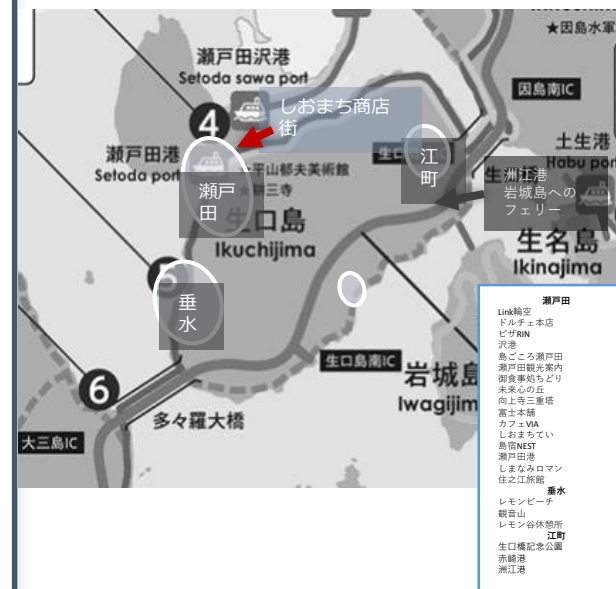 ★因島水軍
瀬戸田沢港
Setoda sawa port
因島南IC
しおまち商店
街
4
土生港
Habu port
瀬戸田港
Setoda port
江
町
平山郁夫美術館
耕三寺
洲江港
岩城島への
フェリー
瀬戸
田
生口島
Ikuchijima
生名島
Ikinajima
5
垂
水
生口島南IC
岩城島
Iwagijim
6
多々羅大橋
大三島IC
瀬戸田
Link輪空
ドルチェ本店
ピザRIN
沢港
島ごころ瀬戸田
瀬戸田観光案内
御食事処ちどり
未来心の丘
向上寺三重塔
富士本舗
カフェVIA
しおまちてい
島宿NEST
瀬戸田港
しまなみロマン
住之江旅館
垂水
レモンビーチ
観音山
レモン谷休憩所
江町
生口橋記念公園
赤崎港
洲江港